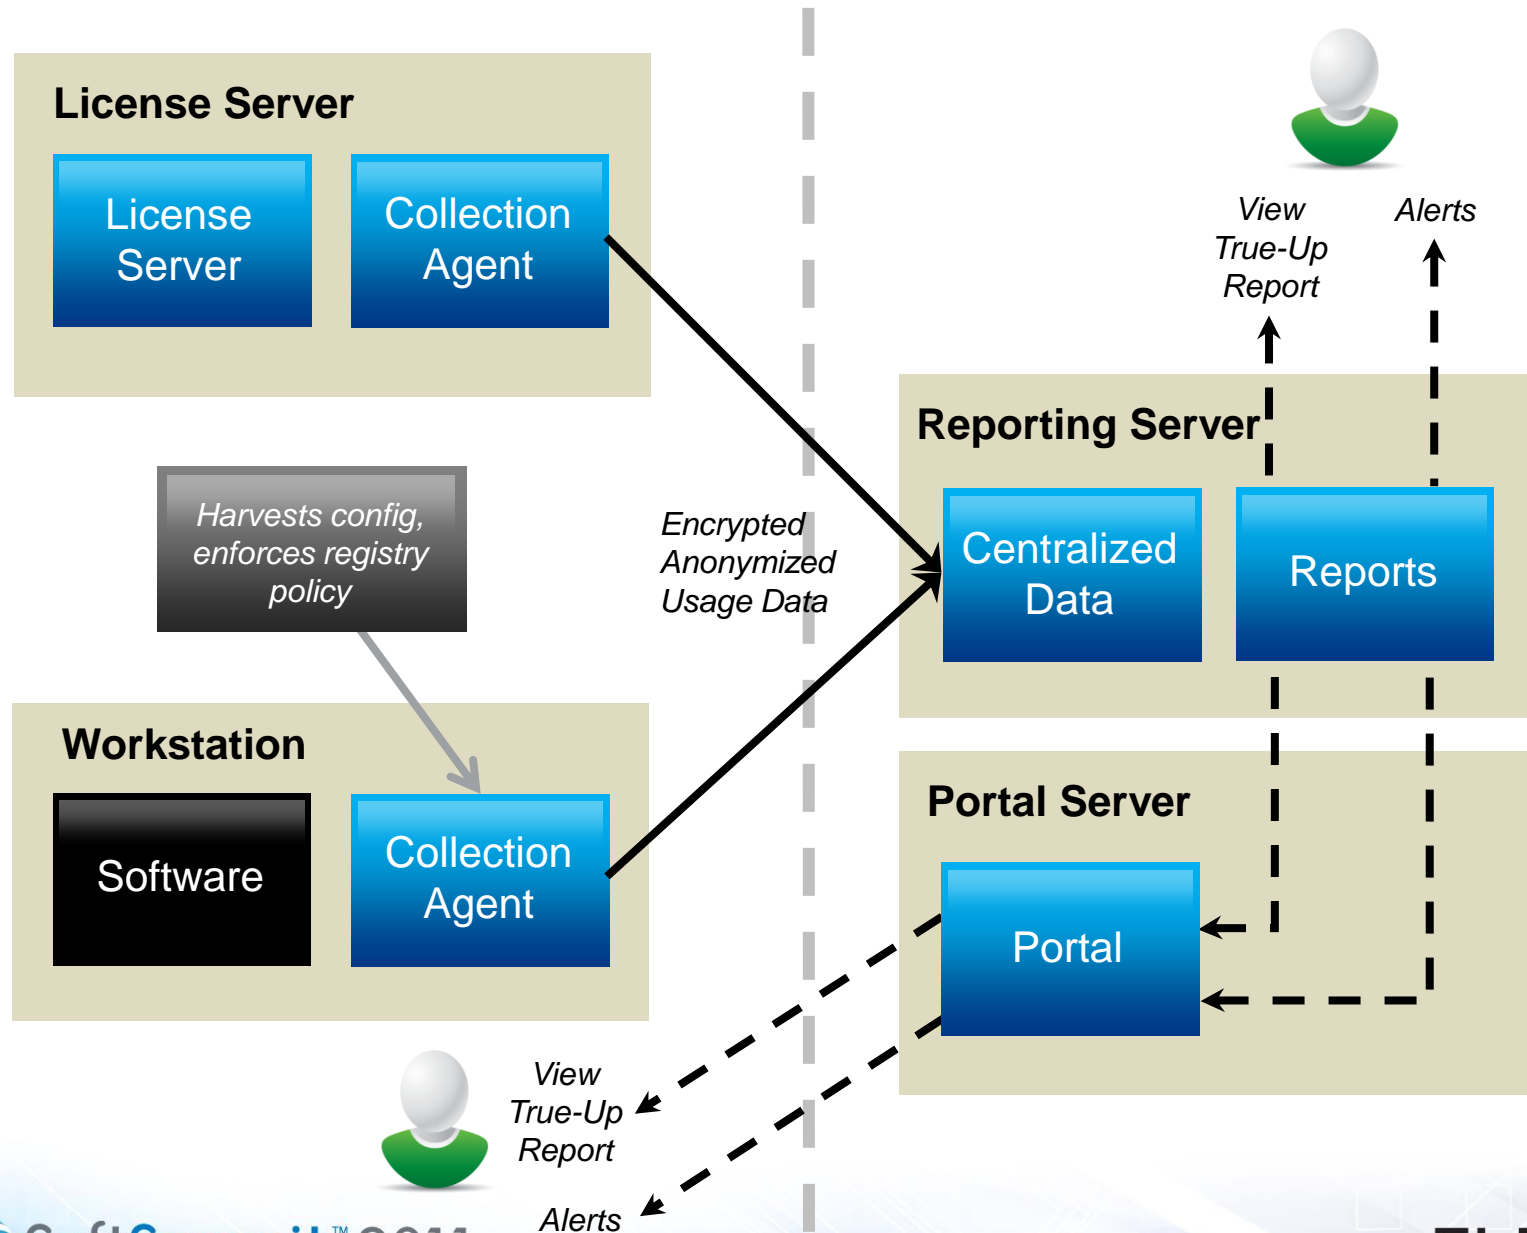 License Server
License
Server
Collection
Agent
View
True-Up
Report
Alerts
Reporting Server
Centralized
Data
Reports
Harvests config,
enforces registry
policy
Encrypted
Anonymized
Usage Data
Workstation
Software
Collection
Agent
Portal Server
Portal
View
True-Up
Report
Alerts